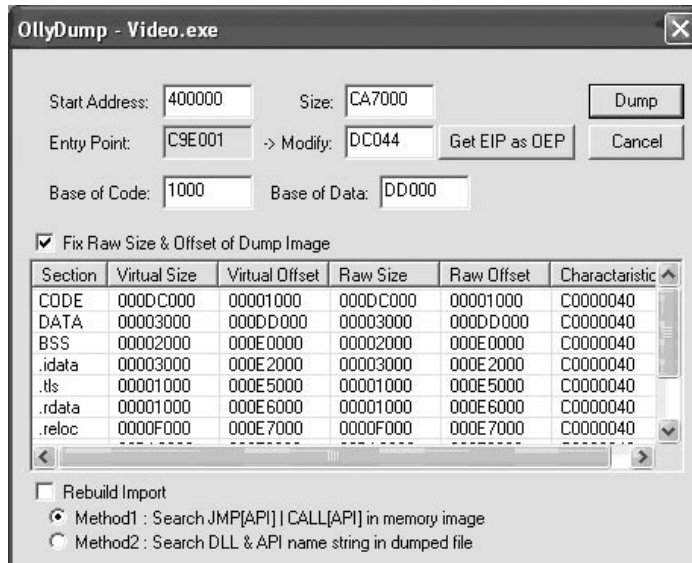 OllyDump - Video.exe
Start Address: 400000 Size: CA7000 Dump
Entry Point: C9E001 -> Modify: DC044 Get EIP as OEP Cancel
Base of Code: 1000 Base of Data: DD000
Fix Raw Size & Offset of Dump Image
Section Virtual Size Virtual Offset Raw Size Raw Offset Charactaristic
CODE 000DC000 00001000 000DC000 00001000 C0000040
DATA 00003000 000DD000 00003000 000DD000 C0000040
BSS 00002000 000E0000 00002000 000E0000 C0000040
.idata 00003000 000E2000 00003000 000E2000 C0000040
.tls 00001000 000E5000 00001000 000E5000 C0000040
.rdata 00001000 000E6000 00001000 000E6000 C0000040
.reloc 0000F000 000E7000 0000F000 000E7000 C0000040
Rebuild Import
Method1 : Search JMP[API] | CALL[API] in memory image
Method2 : Search DLL & API name string in dumped file